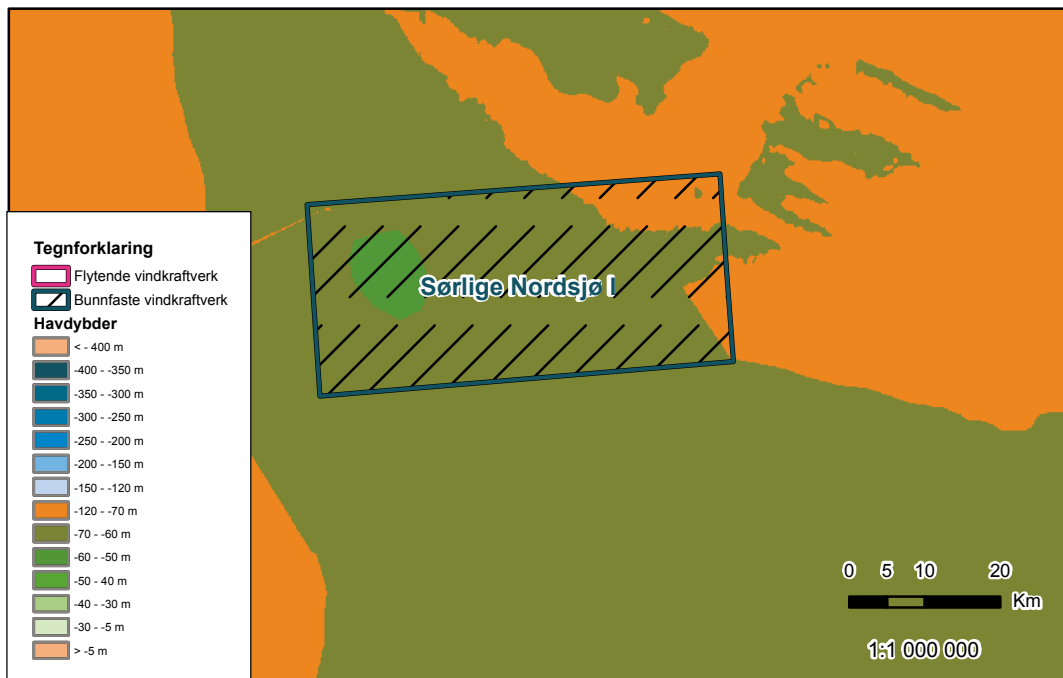 Tegnforklaring
Flytende vindkraftverk
Bunnfaste vindkraftverk
Havdybder
< - 400 m
-400 - -350 m
-350 - -300 m
-300 - -250 m
-250 - -200 m
-200 - -150 m
-150 - -120 m
-120 - -70 m
-70 - -60 m
-60 - -50 m
-50 - 40 m
-40 - -30 m
-30 - -5 m
> -5 m
Sørlige Nordsjø I
0 5 10 20
Km
1:1 000 000